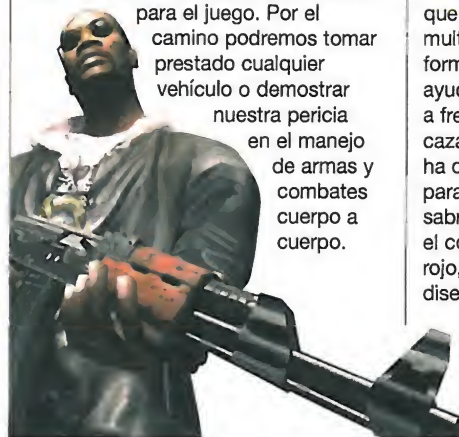 para el juego. Por el
camino podremos tomar
prestado cualquier
vehículo o demostrar
nuestra pericia
en el manejo
de armas y
combates
cuerpo a
cuerpo.
que
mult
form
ayuc
a fre
caza
ha c
para
sabr
el co
rojo,
dise